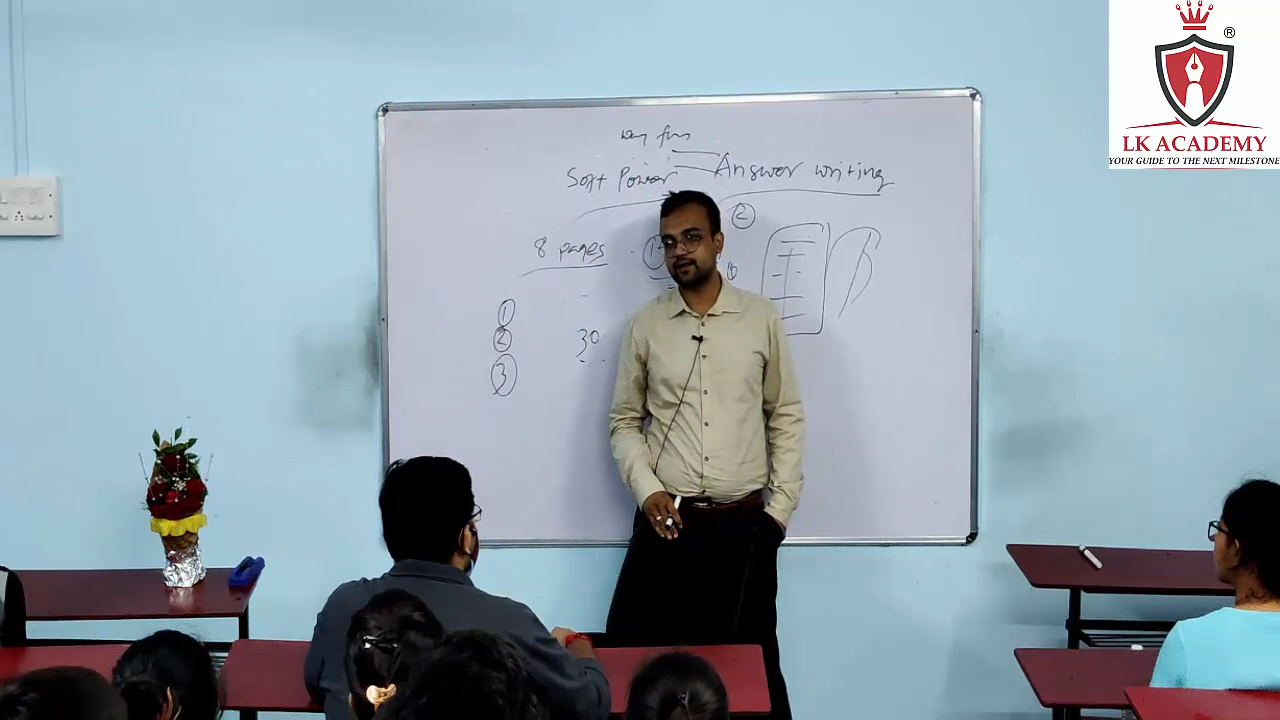 Soft Power Answer writing
2
8 pages
1
1
2
30
3
®
LK ACADEMY
YOUR GUIDE TO THE NEXT MILESTONE